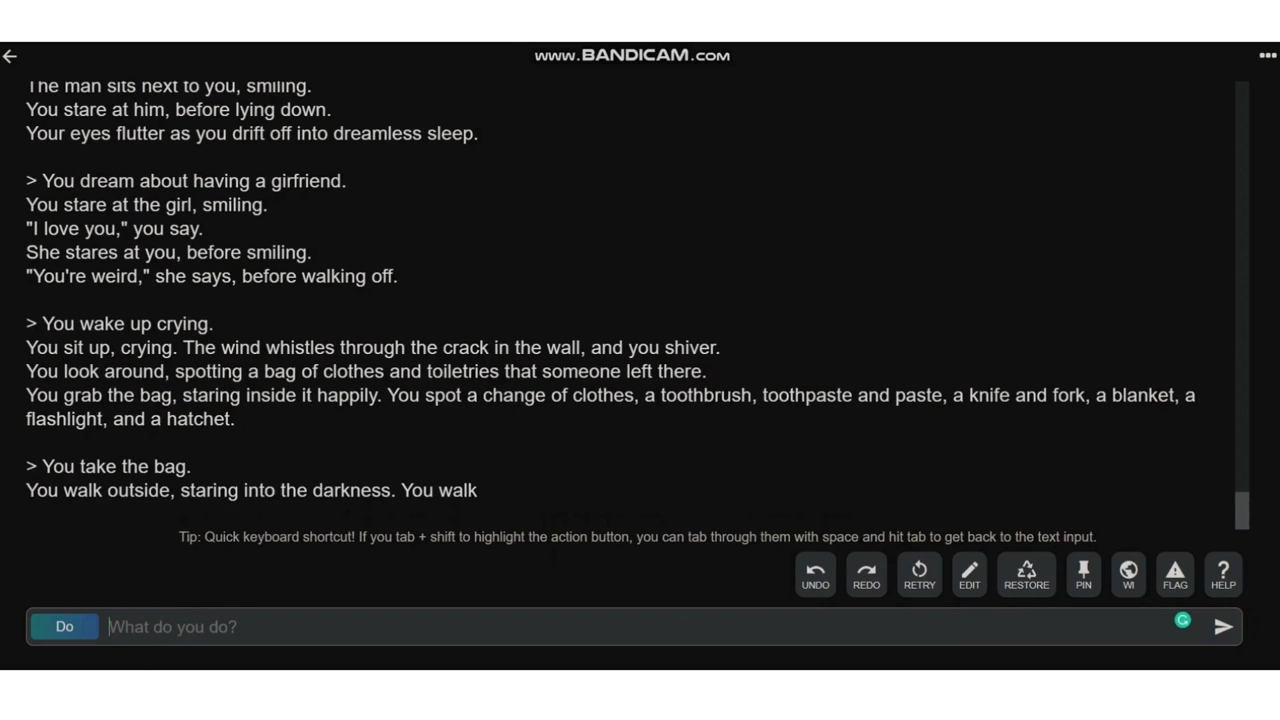 www.BANDICAM.com
The man sits next to you, smiling.
You stare at him, before lying down.
Your eyes flutter as you drift off into dreamless sleep.
> You dream about having a girfriend.
You stare at the girl, smiling.
"I love you," you say.
She stares at you, before smiling.
"You're weird," she says, before walking off.
> You wake up crying.
You sit up, crying. The wind whistles through the crack in the wall, and you shiver.
You look around, spotting a bag of clothes and toiletries that someone left there.
You grab the bag, staring inside it happily. You spot a change of clothes, a toothbrush, toothpaste and paste, a knife and fork, a blanket, a
flashlight, and a hatchet.
> You take the bag.
You walk outside, staring into the darkness. You walk
Tip: Quick keyboard shortcut! If you tab + shift to highlight the action button, you can tab through them with space and hit tab to get back to the text input.
UNDO REDO RETRY EDIT RESTORE PIN WI FLAG HELP
Do What do you do?